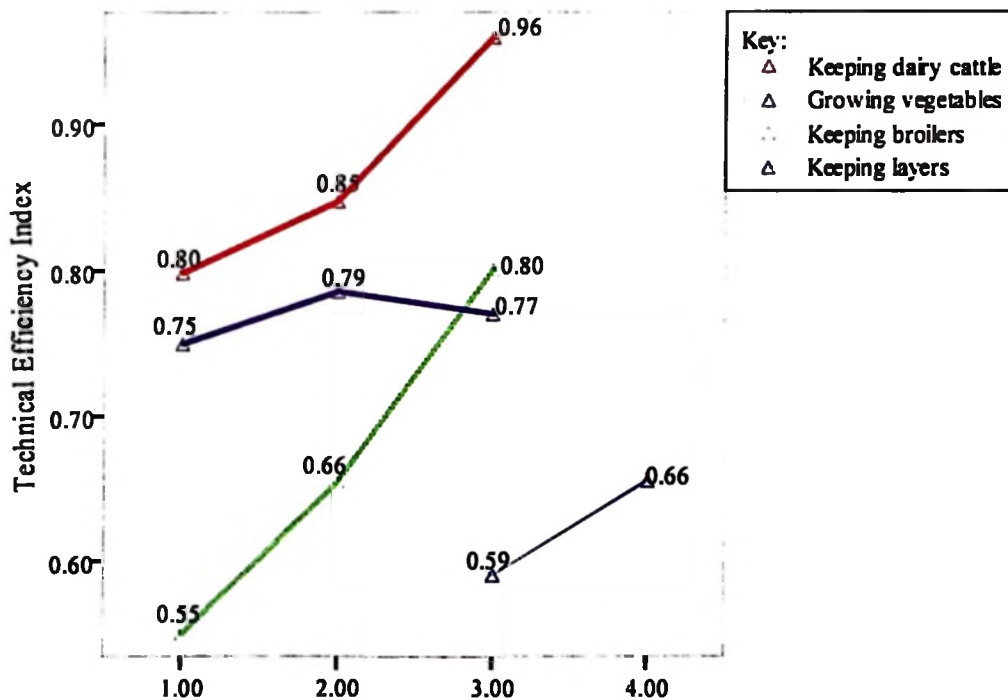 0.96
Key:
Keeping dairy cattle
Growing vegetables
Keeping broilers
Keeping layers
0.90
0.85
0.80
0.80
0.80
0.79
0.77
0.75
Technical Efficiency Index
0.70
0.66
0.66
0.60
0.59
0.55
1.00 2.00 3.00 4.00